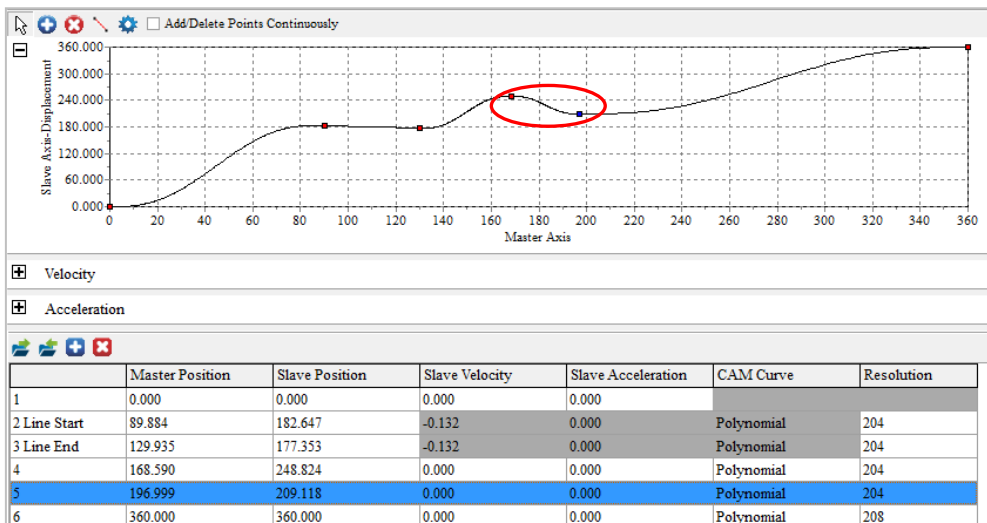 Add/Delete Points Continuously
360.000
300.000
240.000
180.000
120.000
60.000
0.000
Slave Axis-Displacement
0 20 40 60 80 100 120 140 160 180 200 220 240 260 280 300 320 340 360
Master Axis
Velocity
Acceleration
Master Position Slave Position Slave Velocity Slave Acceleration CAM Curve Resolution
1 0.000 0.000 0.000 0.000
2 Line Start 89.884 182.647 -0.132 0.000 Polynomial 204
3 Line End 129.935 177.353 -0.132 0.000 Polynomial 204
4 168.590 248.824 0.000 0.000 Polynomial 204
5 196.999 209.118 0.000 0.000 Polynomial 204
6 360.000 360.000 0.000 0.000 Polynomial 208